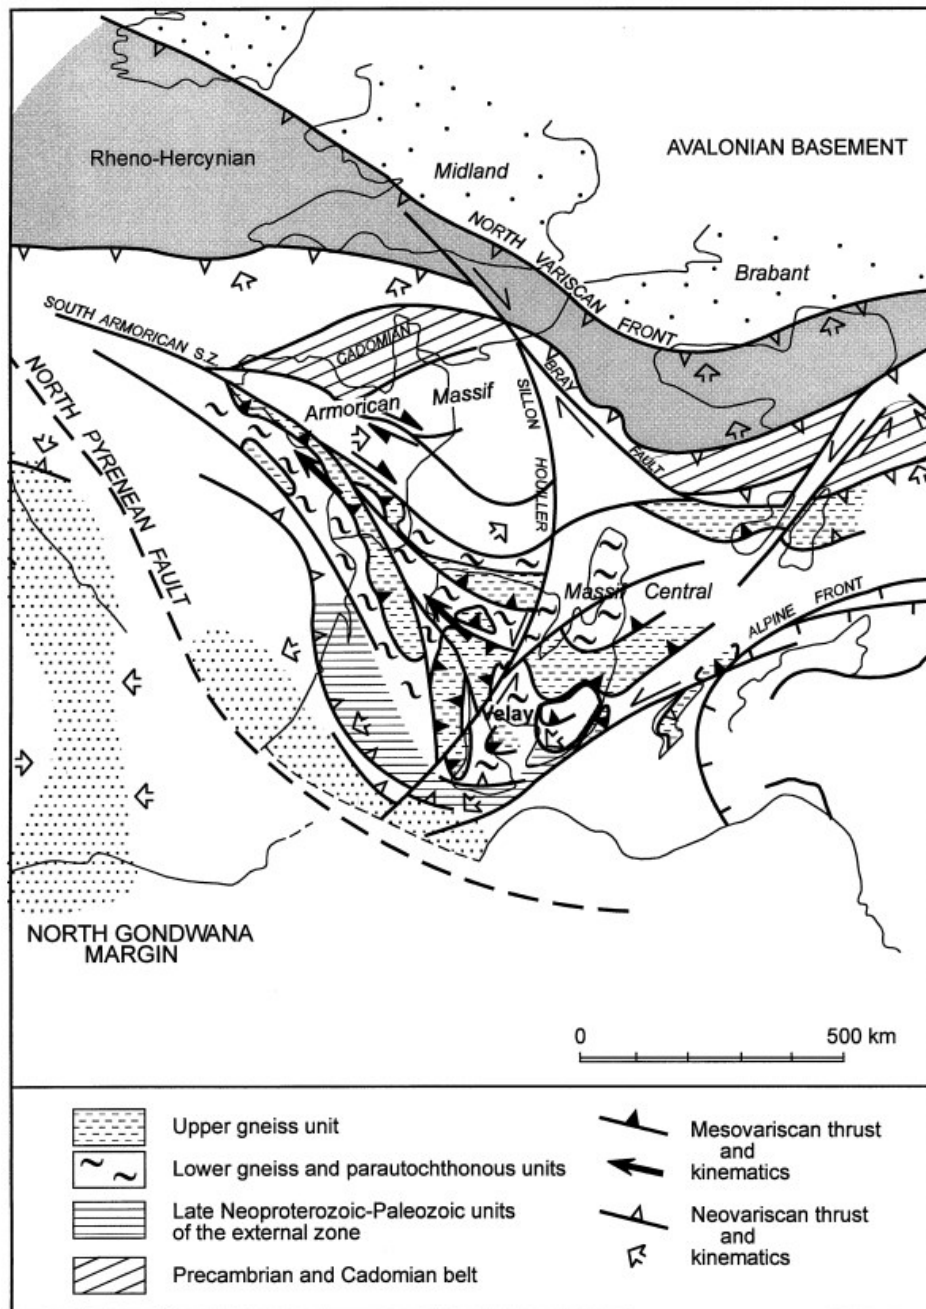 Rheno-Hercynian
Midland
AVALONIAN BASEMENT
NORTH VARISCAN FRONT
Brabant
SOUTH ARMORICAN S.Z.
CADOMIAN
NORTH PYRENEAN FAULT
Armorican Massif
SILLON HOUILLER
BRAY FAULT
Massif Central
ALPINE FRONT
Velay
NORTH GONDWANA
MARGIN
0 500 km
Upper gneiss unit
Lower gneiss and parautochthonous units
Late Neoproterozoic-Paleozoic units
of the external zone
Precambrian and Cadomian belt
Mesovariscan thrust
and
kinematics
Neovariscan thrust
and
kinematics